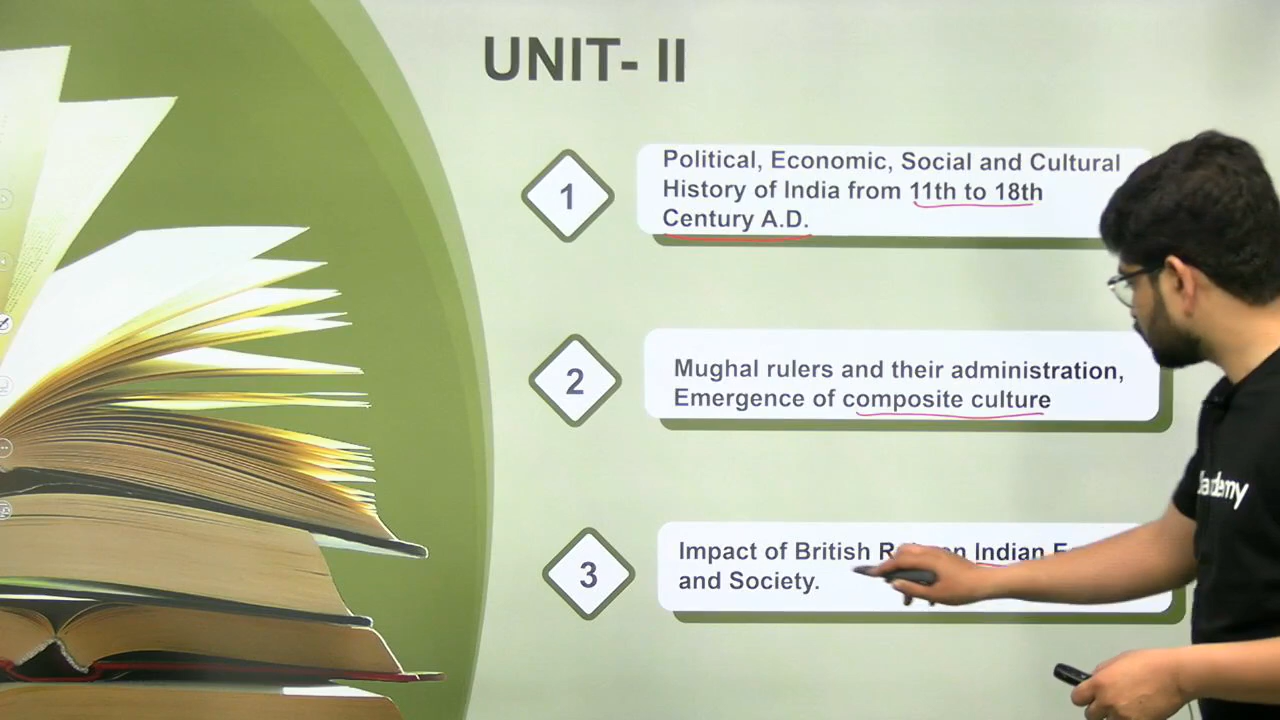 UNIT- II
1
Political, Economic, Social and Cultural
History of India from 11th to 18th
Century A.D.
2
Mughal rulers and their administration,
Emergence of composite culture
3
Impact of British Indian
and Society.